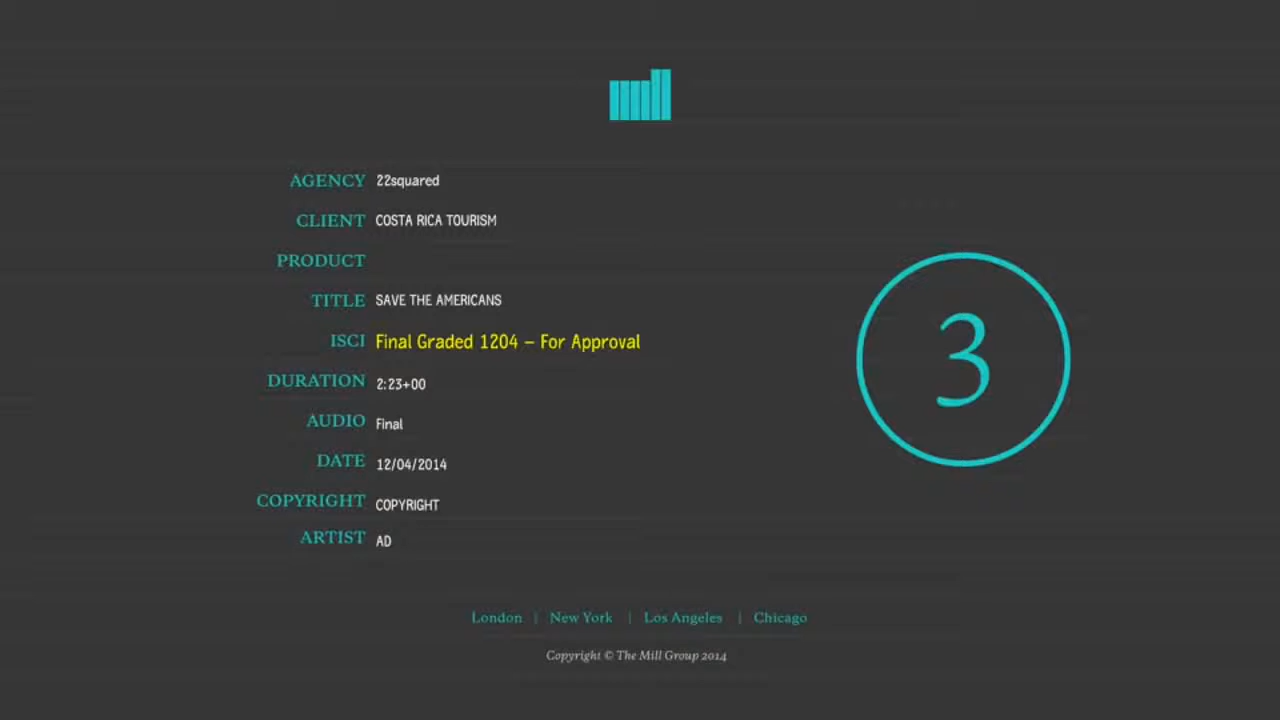 AGENCY 22squared
CLIENT COSTA RICA TOURISM
PRODUCT
TITLE SAVE THE AMERICANS
ISCI Final Graded 1204 – For Approval
DURATION 2:23+00
AUDIO Final
DATE 12/04/2014
COPYRIGHT COPYRIGHT
ARTIST AD
3
London | New York | Los Angeles | Chicago
Copyright © The Mill Group 2014